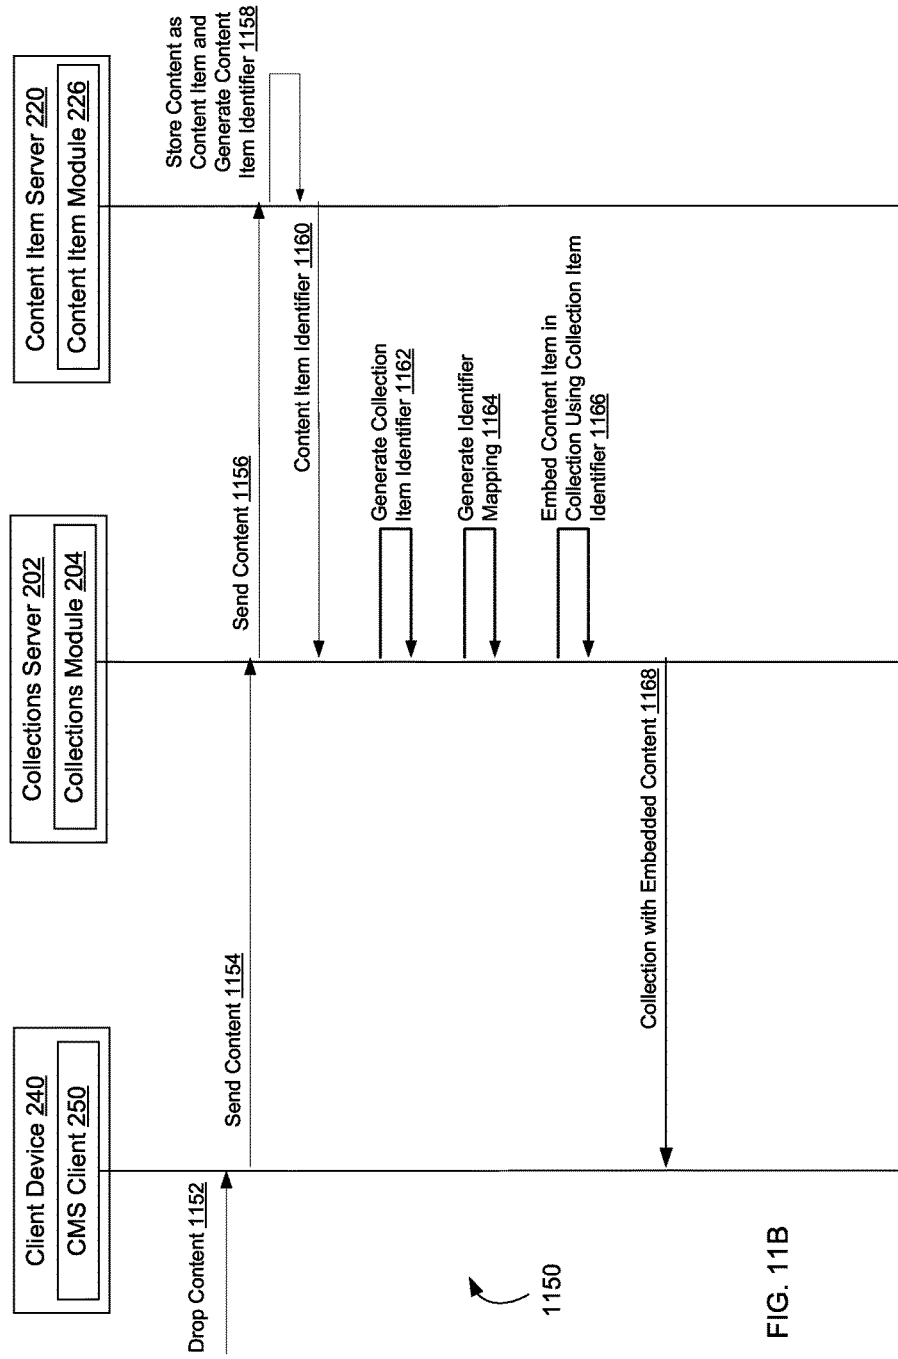 Client Device 240
CMS Client 250
Collections Server 202
Collections Module 204
Content Item Server 220
Content Item Module 226
Drop Content 1152
Send Content 1154
Send Content 1156
Store Content as
Content Item and
Generate Content
Item Identifier 1158
Content Item Identifier 1160
Generate Collection
Item Identifier 1162
Generate Identifier
Mapping 1164
Embed Content Item in
Collection Using Collection Item
Identifier 1166
Collection with Embedded Content 1168
1150
FIG. 11B